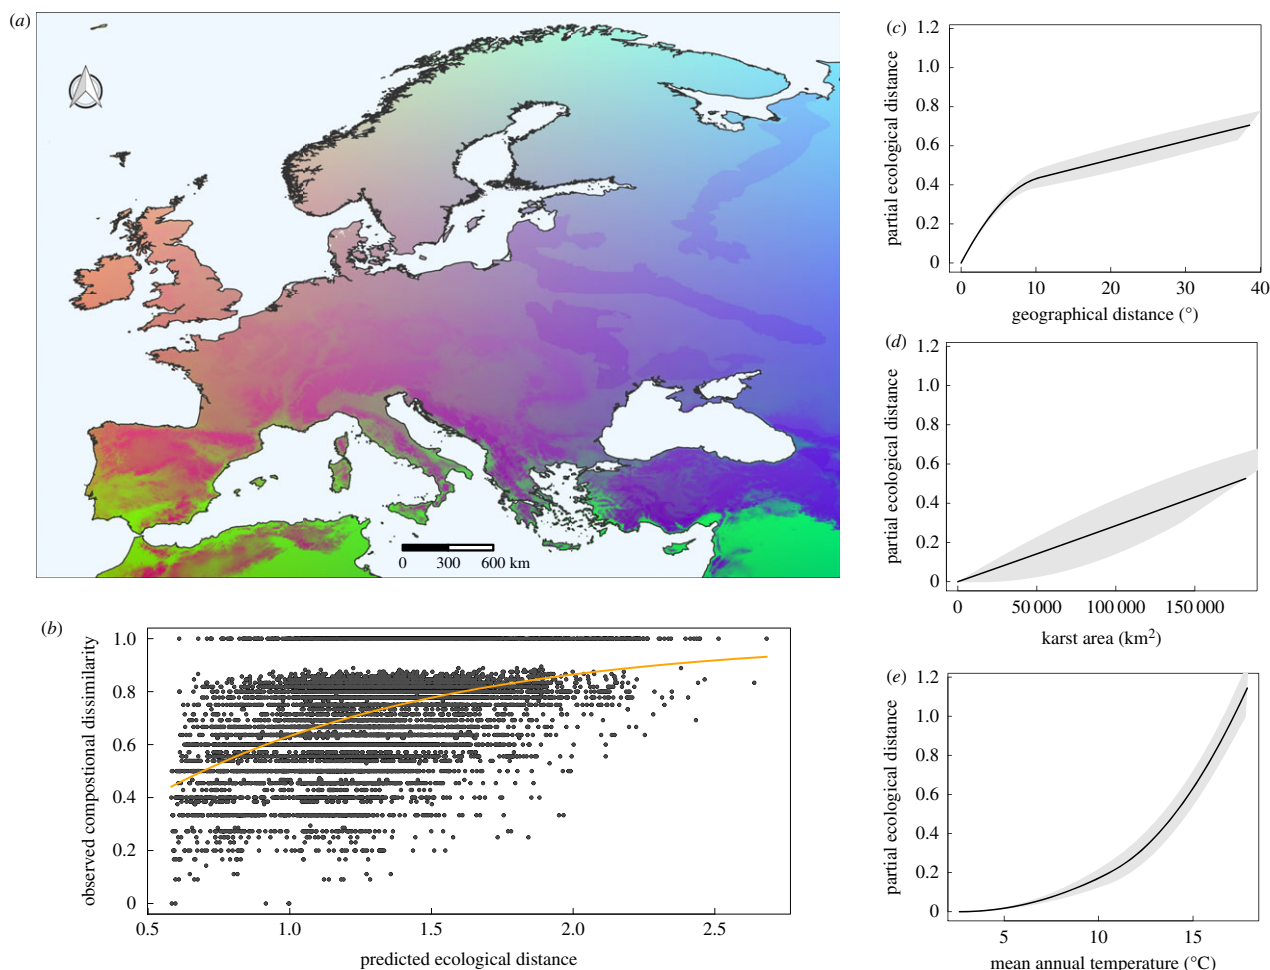 (a)
0 300 600 km
(b)
observed compostional dissimilarity
1.0
0.8
0.6
0.4
0.2
0
0.5 1.0 1.5 2.0 2.5
predicted ecological distance
(c)
partial ecological distance
1.2
1.0
0.8
0.6
0.4
0.2
0
0 10 20 30 40
geographical distance (°)
(d)
partial ecological distance
1.2
1.0
0.8
0.6
0.4
0.2
0
0 50 000 100 000 150 000
karst area (km²)
(e)
partial ecological distance
1.2
1.0
0.8
0.6
0.4
0.2
0
5 10 15
mean annual temperature (°C)